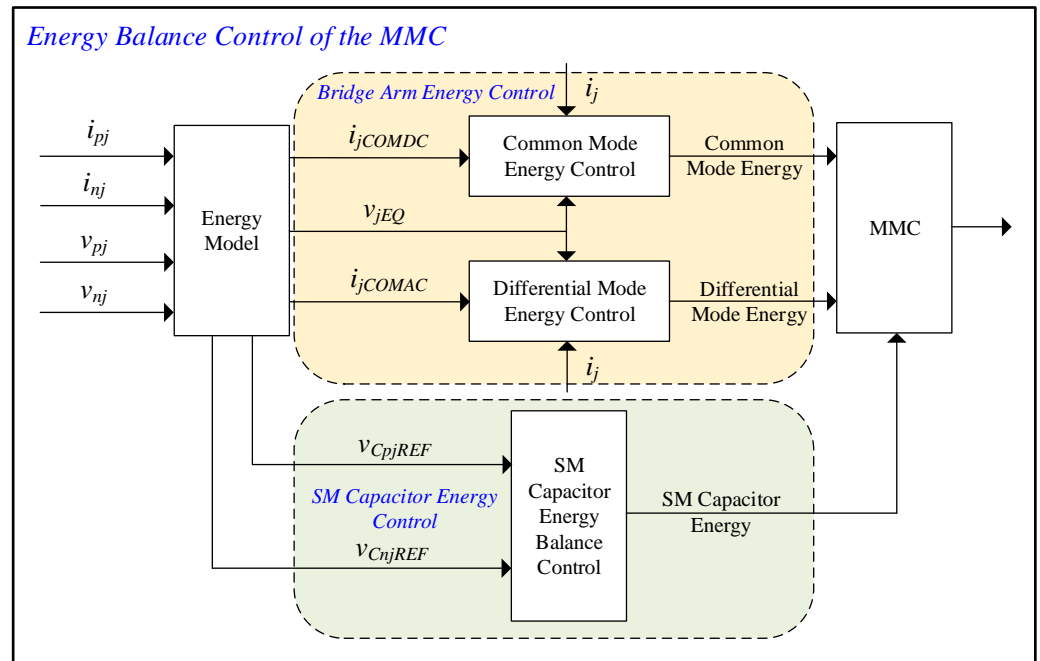 Energy Balance Control of the MMC
Bridge Arm Energy Control
i_j
i_pj
i_nj
v_pj
v_nj
Energy
Model
i_jCOMDC
v_jEQ
i_jCOMAC
Common Mode
Energy Control
Differential Mode
Energy Control
Common
Mode Energy
Differential
Mode Energy
MMC
i_j
v_CpjREF
SM Capacitor Energy
Control
v_CnjREF
SM
Capacitor
Energy
Balance
Control
SM Capacitor
Energy